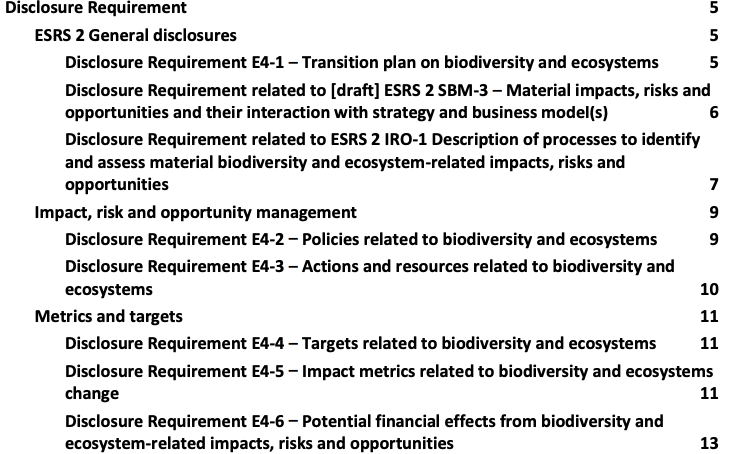 Disclosure Requirement 5
ESRS 2 General disclosures 5
Disclosure Requirement E4-1 – Transition plan on biodiversity and ecosystems 5
Disclosure Requirement related to [draft] ESRS 2 SBM-3 – Material impacts, risks and
opportunities and their interaction with strategy and business model(s) 6
Disclosure Requirement related to ESRS 2 IRO-1 Description of processes to identify
and assess material biodiversity and ecosystem-related impacts, risks and
opportunities 7
Impact, risk and opportunity management 9
Disclosure Requirement E4-2 – Policies related to biodiversity and ecosystems 9
Disclosure Requirement E4-3 – Actions and resources related to biodiversity and
ecosystems 10
Metrics and targets 11
Disclosure Requirement E4-4 – Targets related to biodiversity and ecosystems 11
Disclosure Requirement E4-5 – Impact metrics related to biodiversity and ecosystems
change 11
Disclosure Requirement E4-6 – Potential financial effects from biodiversity and
ecosystem-related impacts, risks and opportunities 13